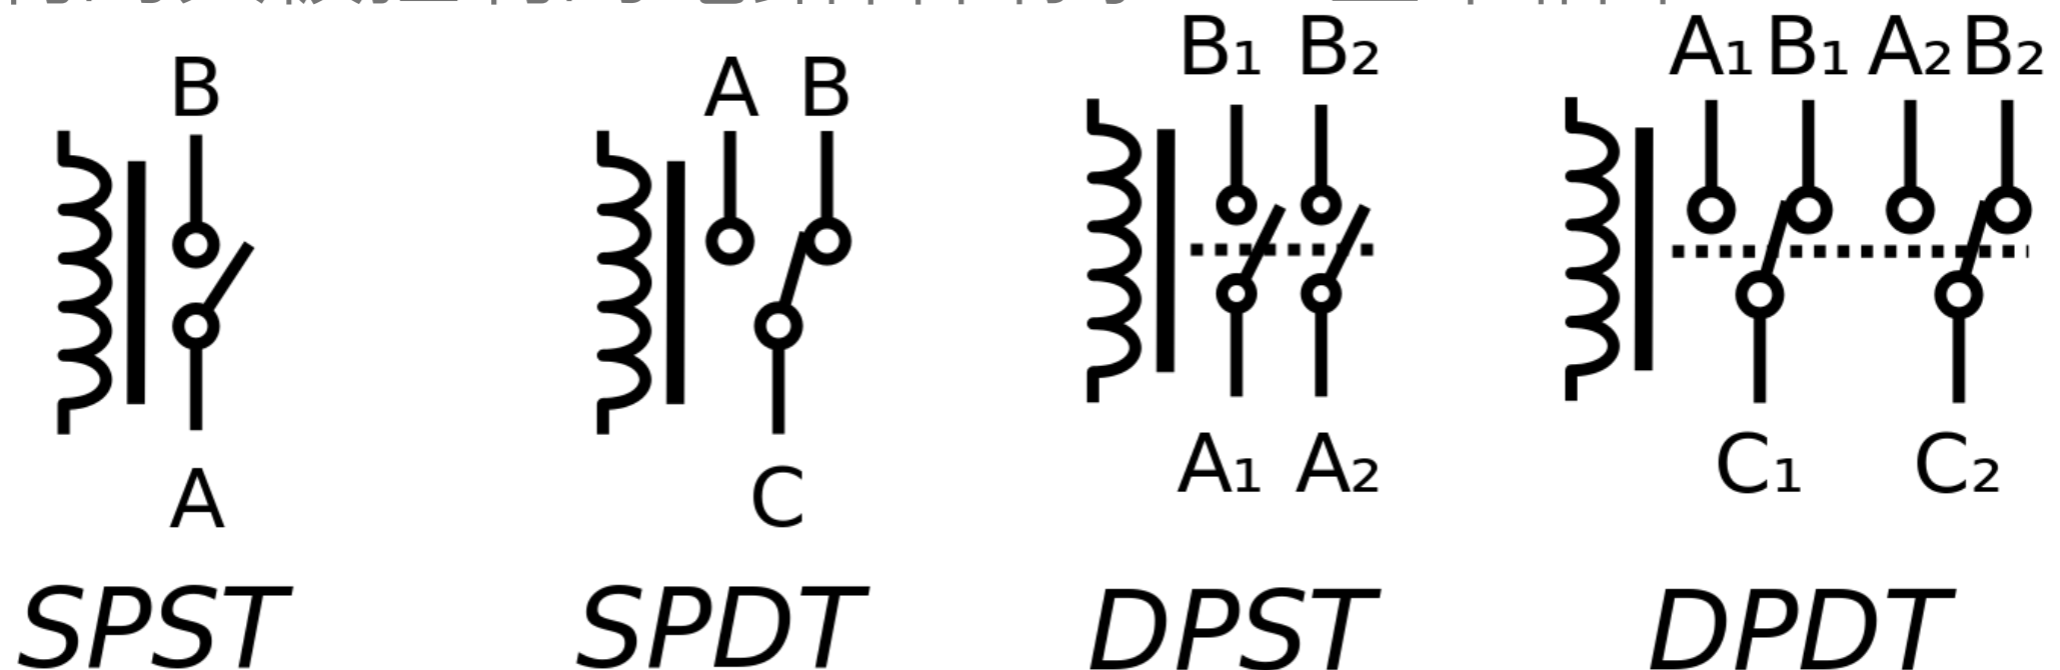 B
A
SPST
A B
C
SPDT
B₁ B₂
A₁ A₂
DPST
A₁ B₁ A₂ B₂
C₁ C₂
DPDT